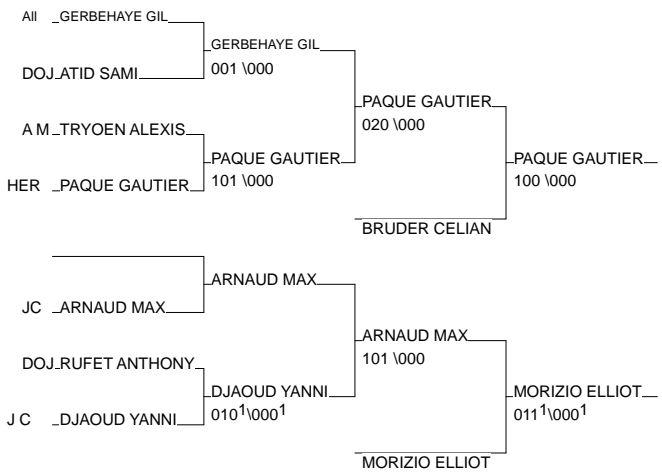 All GERBEHAYE GIL
GERBEHAYE GIL
001 \000
DOJ ATID SAMI
PAQUE GAUTIER
020 \000
A M TRYOEN ALEXIS
PAQUE GAUTIER
101 \000
PAQUE GAUTIER
100 \000
HER PAQUE GAUTIER
BRUDER CELIAN
ARNAUD MAX
JC ARNAUD MAX
ARNAUD MAX
101 \000
DOJ RUFET ANTHONY
DJAOUD YANNI
010¹\000¹
MORIZIO ELLIOT
011¹\000¹
J C DJAOUD YANNI
MORIZIO ELLIOT